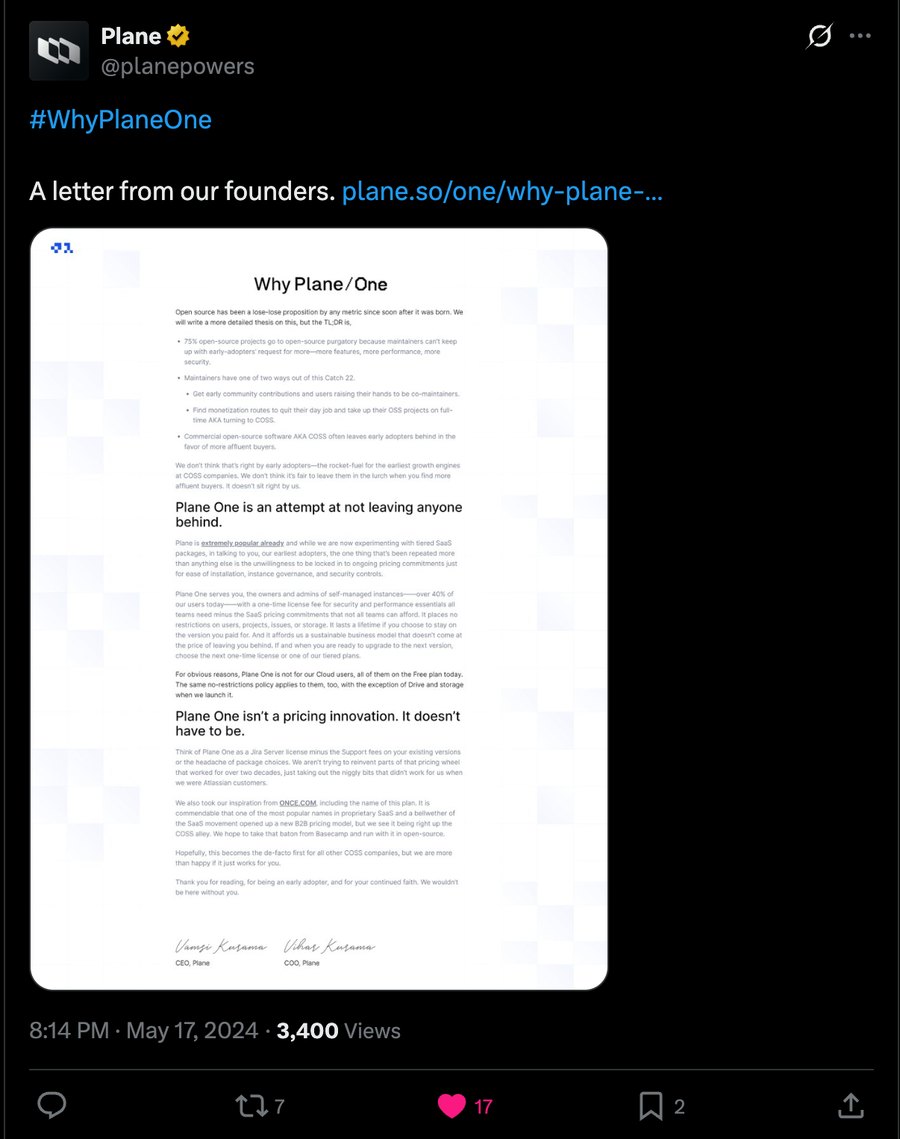 Plane
@planepowers
#WhyPlaneOne
A letter from our founders. plane.so/one/why-plane-...
Why Plane/One
Open source has been a lose-lose proposition by any metric since soon after it was born. We
will write a more detailed thesis on this, but the TL;DR is,
• 75% open-source projects go to open-source purgatory because maintainers can't keep
up with early-adopters' request for more—more features, more performance, more
security.
• Maintainers have one of two ways out of this Catch 22.
• Get early community contributions and users raising their hands to be co-maintainers.
• Find monetization routes to quit their day job and take up their OSS projects on full-
time AKA turning to COSS.
• Commercial open-source software AKA COSS often leaves early adopters behind in the
favor of more affluent buyers.
We don't think that's right by early adopters—the rocket-fuel for the earliest growth engines
at COSS companies. We don't think it's fair to leave them in the lurch when you find more
affluent buyers. It doesn't sit right by us.
Plane One is an attempt at not leaving anyone
behind.
Plane is extremely popular already and while we are now experimenting with tiered SaaS
packages, in talking to you, our earliest adopters, the one thing that's been repeated more
than anything else is the unwillingness to be locked in to ongoing pricing commitments just
for ease of installation, instance governance, and security controls.
Plane One serves you, the owners and admins of self-managed instances——over 40% of
our users today——with a one-time license fee for security and performance essentials all
teams need minus the SaaS pricing commitments that not all teams can afford. It places no
restrictions on users, projects, issues, or storage. It lasts a lifetime if you choose to stay on
the version you paid for. And it affords us a sustainable business model that doesn't come at
the price of leaving you behind. If and when you are ready to upgrade to the next version,
choose the next one-time license or one of our tiered plans.
For obvious reasons, Plane One is not for our Cloud users, all of them on the Free plan today.
The same no-restrictions policy applies to them, too, with the exception of Drive and storage
when we launch it.
Plane One isn't a pricing innovation. It doesn't
have to be.
Think of Plane One as a Jira Server license minus the Support fees on your existing versions
or the headache of package choices. We aren't trying to reinvent parts of that pricing wheel
that worked for over two decades, just taking out the niggly bits that didn't work for us when
we were Atlassian customers.
We also took our inspiration from ONCE.COM, including the name of this plan. It is
commendable that one of the most popular names in proprietary SaaS and a bellwether of
the SaaS movement opened up a new B2B pricing model, but we see it being right up the
COSS alley. We hope to take that baton from Basecamp and run with it in open-source.
Hopefully, this becomes the de-facto first for all other COSS companies, but we are more
than happy if it just works for you.
Thank you for reading, for being an early adopter, and for your continued faith. We wouldn't
be here without you.
Vamsi Kurama Vihar Kurama
CEO, Plane COO, Plane
8:14 PM · May 17, 2024 · 3,400 Views
7 17 2